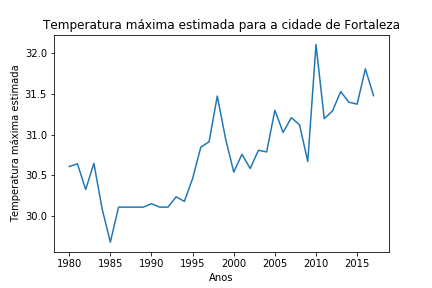 Temperatura máxima estimada para a cidade de Fortaleza
Temperatura máxima estimada
32.0
31.5
31.0
30.5
30.0
1980 1985 1990 1995 2000 2005 2010 2015
Anos